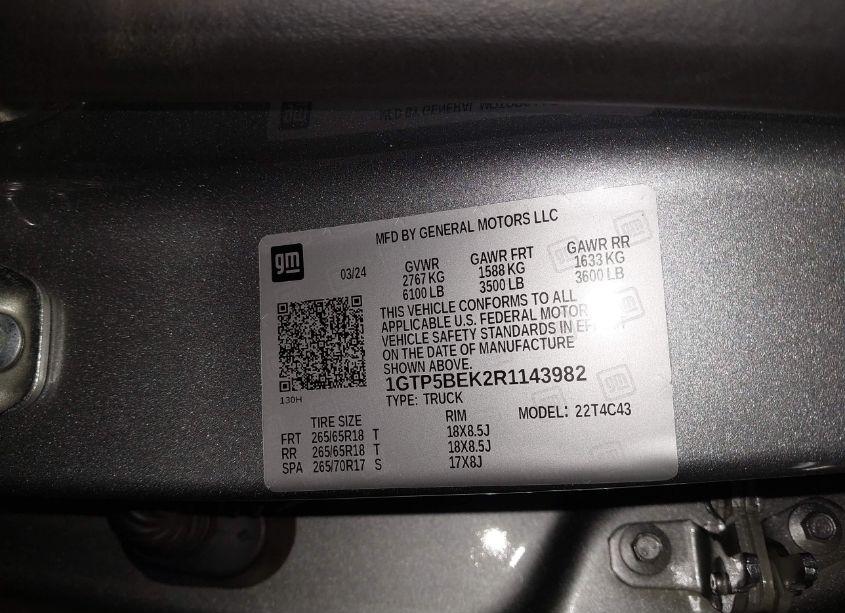 MFD BY GENERAL MOTORS LLC
gm
03/24
GVWR GAWR FRT GAWR RR
2767 KG 1588 KG 1633 KG
6100 LB 3500 LB 3600 LB
THIS VEHICLE CONFORMS TO ALL
APPLICABLE U.S. FEDERAL MOTOR
VEHICLE SAFETY STANDARDS IN EFFECT
ON THE DATE OF MANUFACTURE
SHOWN ABOVE.
1GTP5BEK2R1143982
130H
TYPE: TRUCK
MODEL: 22T4C43
TIRE SIZE RIM
FRT 265/65R18 T 18X8.5J
RR 265/65R18 T 18X8.5J
SPA 265/70R17 S 17X8J